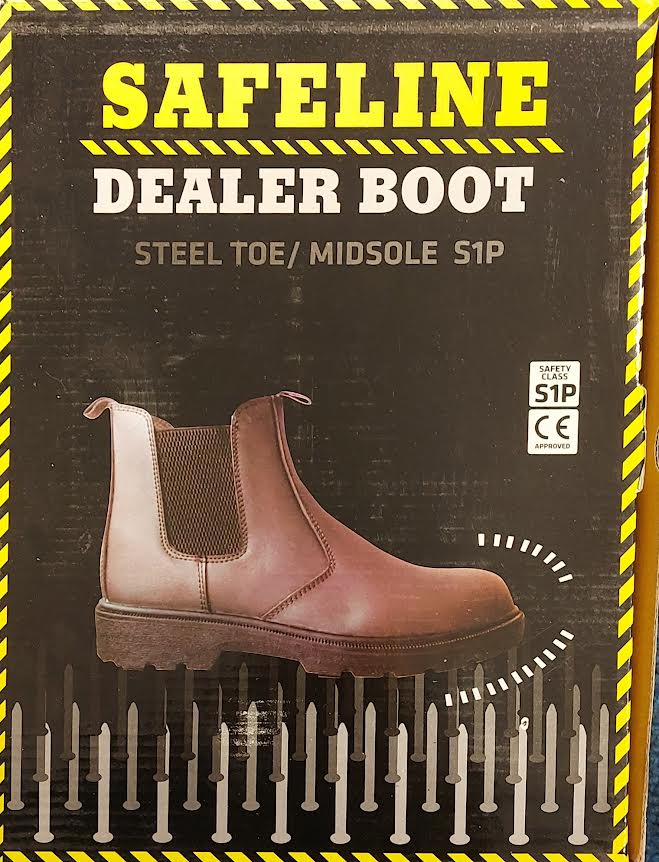 SAFELINE
DEALER BOOT
STEEL TOE/ MIDSOLE S1P
SAFETY
CLASS
S1P
CE
APPROVED